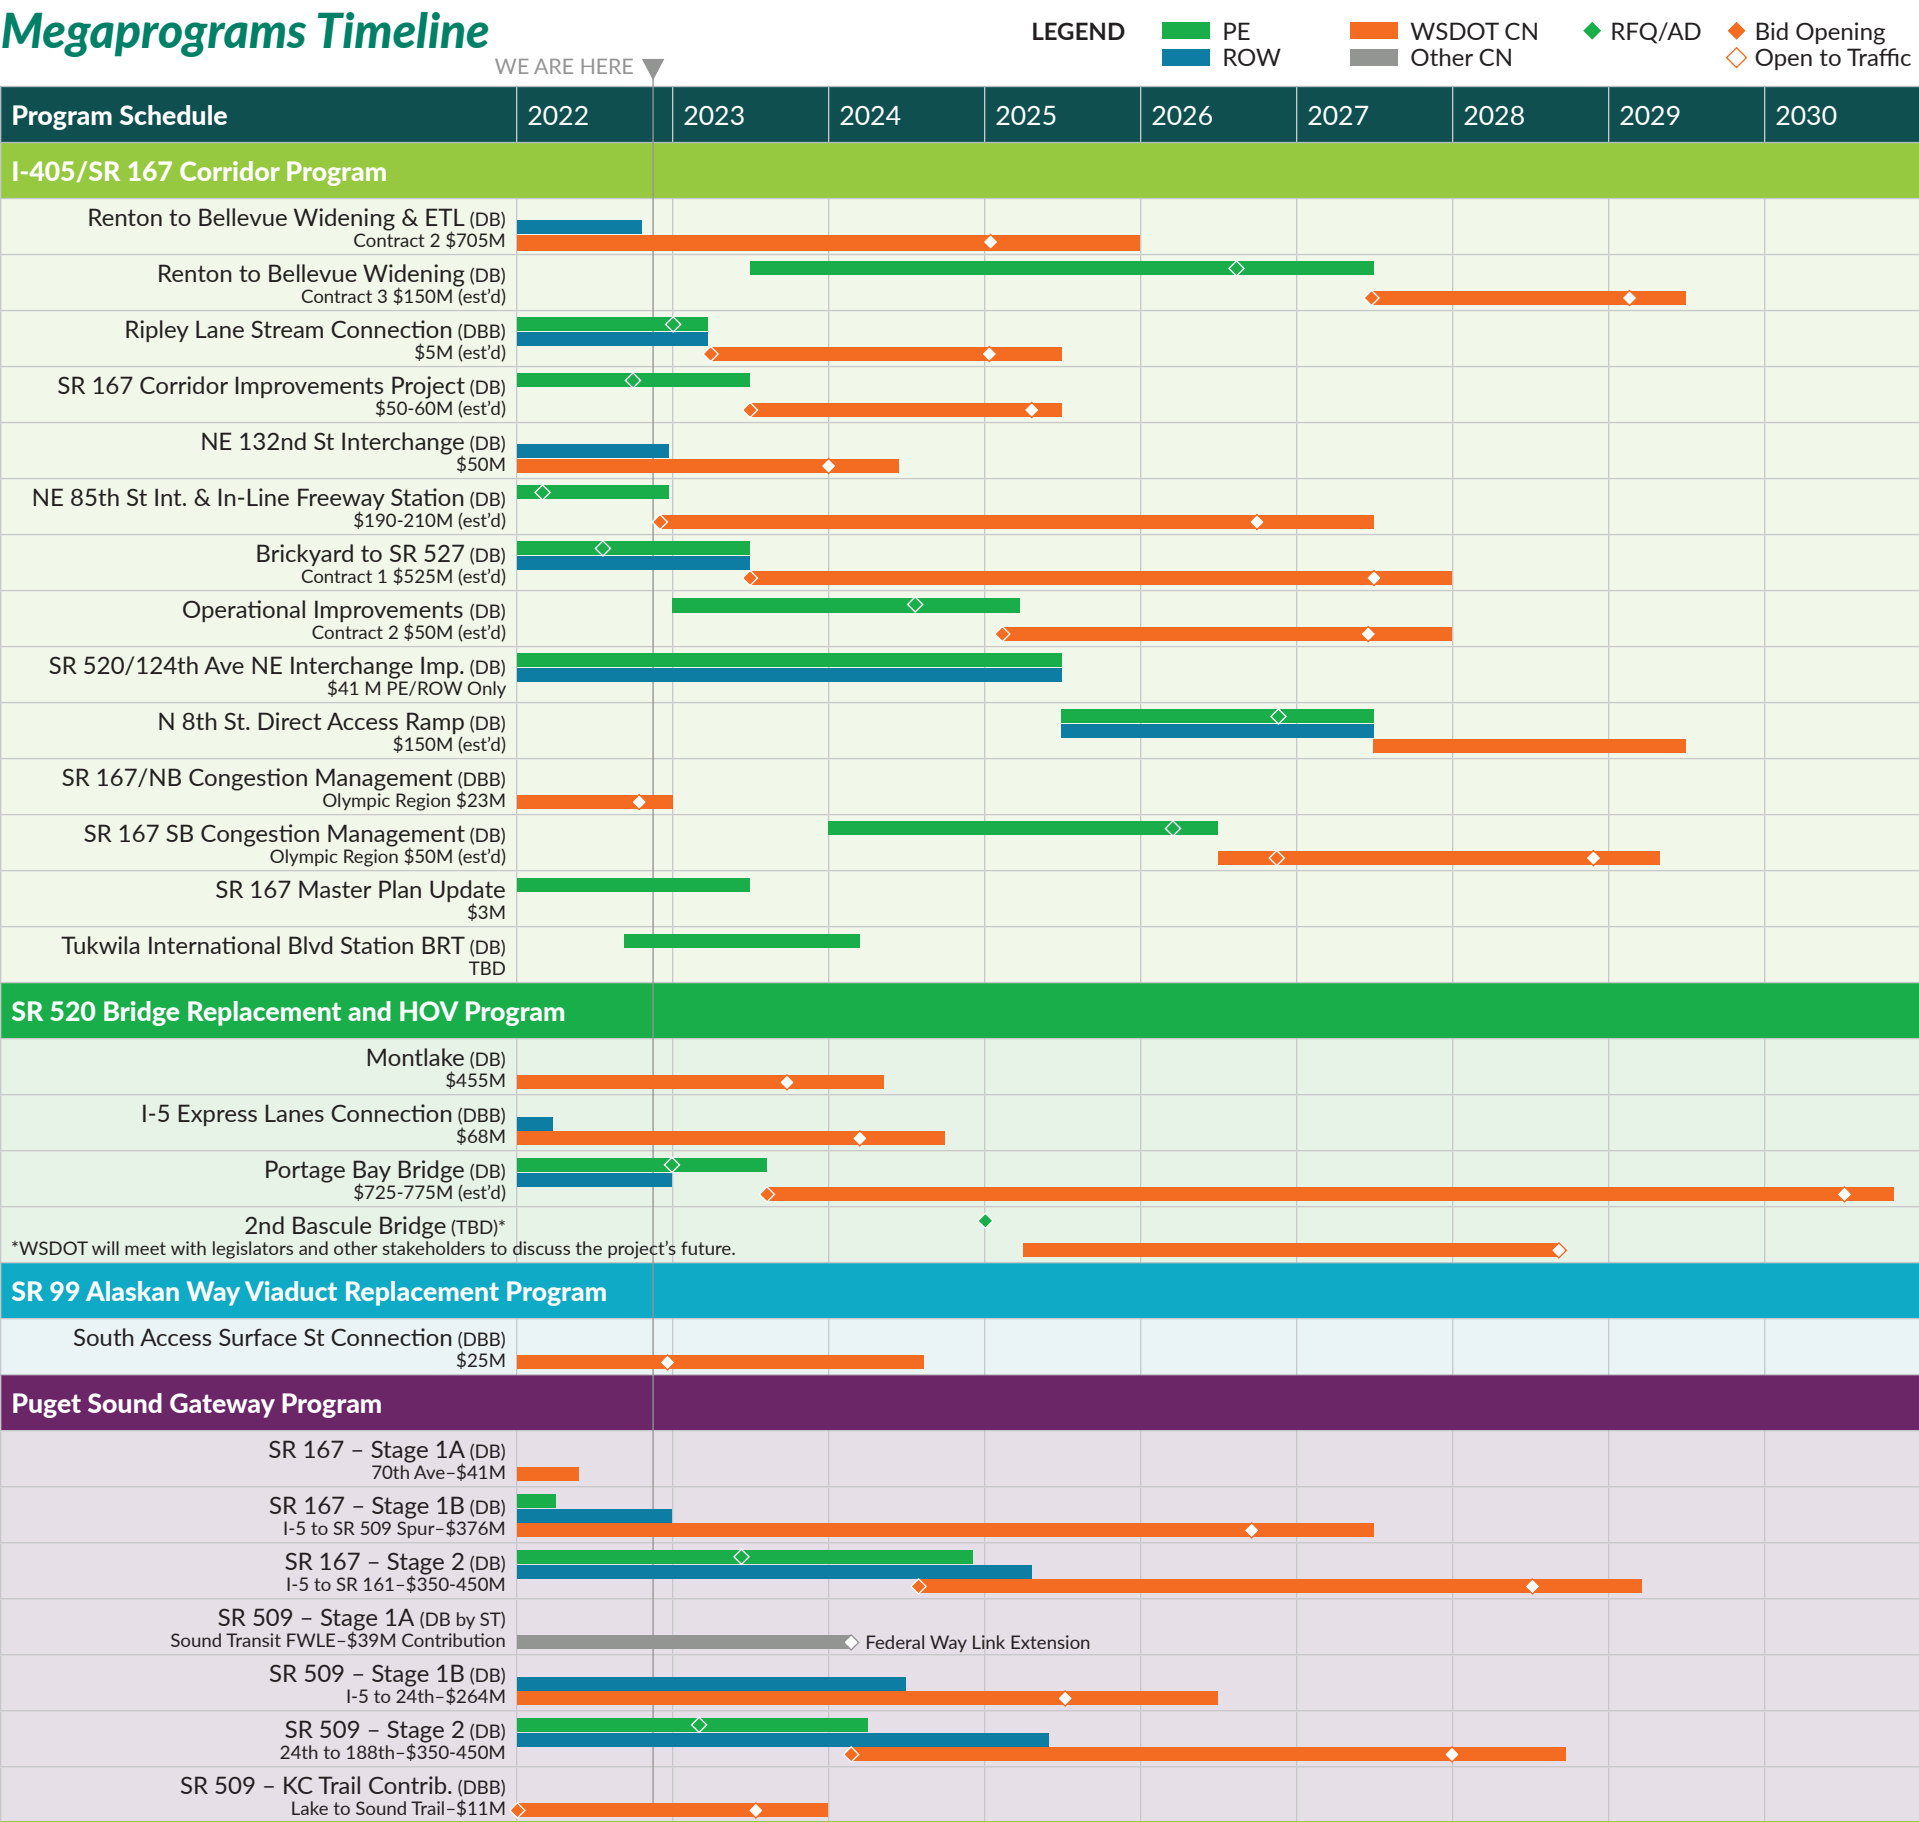 Megaprograms Timeline
LEGEND PE WSDOT CN RFQ/AD Bid Opening
ROW Other CN Open to Traffic
WE ARE HERE
Program Schedule 2022 2023 2024 2025 2026 2027 2028 2029 2030
I-405/SR 167 Corridor Program
Renton to Bellevue Widening & ETL (DB)
Contract 2 $705M
Renton to Bellevue Widening (DB)
Contract 3 $150M (est’d)
Ripley Lane Stream Connection (DBB)
$5M (est’d)
SR 167 Corridor Improvements Project (DB)
$50-60M (est’d)
NE 132nd St Interchange (DB)
$50M
NE 85th St Int. & In-Line Freeway Station (DB)
$190-210M (est’d)
Brickyard to SR 527 (DB)
Contract 1 $525M (est’d)
Operational Improvements (DB)
Contract 2 $50M (est’d)
SR 520/124th Ave NE Interchange Imp. (DB)
$41 M PE/ROW Only
N 8th St. Direct Access Ramp (DB)
$150M (est’d)
SR 167/NB Congestion Management (DBB)
Olympic Region $23M
SR 167 SB Congestion Management (DB)
Olympic Region $50M (est’d)
SR 167 Master Plan Update
$3M
Tukwila International Blvd Station BRT (DB)
TBD
SR 520 Bridge Replacement and HOV Program
Montlake (DB)
$455M
I-5 Express Lanes Connection (DBB)
$68M
Portage Bay Bridge (DB)
$725-775M (est’d)
2nd Bascule Bridge (TBD)*
*WSDOT will meet with legislators and other stakeholders to discuss the project’s future.
SR 99 Alaskan Way Viaduct Replacement Program
South Access Surface St Connection (DBB)
$25M
Puget Sound Gateway Program
SR 167 – Stage 1A (DB)
70th Ave–$41M
SR 167 – Stage 1B (DB)
I-5 to SR 509 Spur–$376M
SR 167 – Stage 2 (DB)
I-5 to SR 161–$350-450M
SR 509 – Stage 1A (DB by ST)
Sound Transit FWLE–$39M Contribution Federal Way Link Extension
SR 509 – Stage 1B (DB)
I-5 to 24th–$264M
SR 509 – Stage 2 (DB)
24th to 188th–$350-450M
SR 509 – KC Trail Contrib. (DBB)
Lake to Sound Trail–$11M